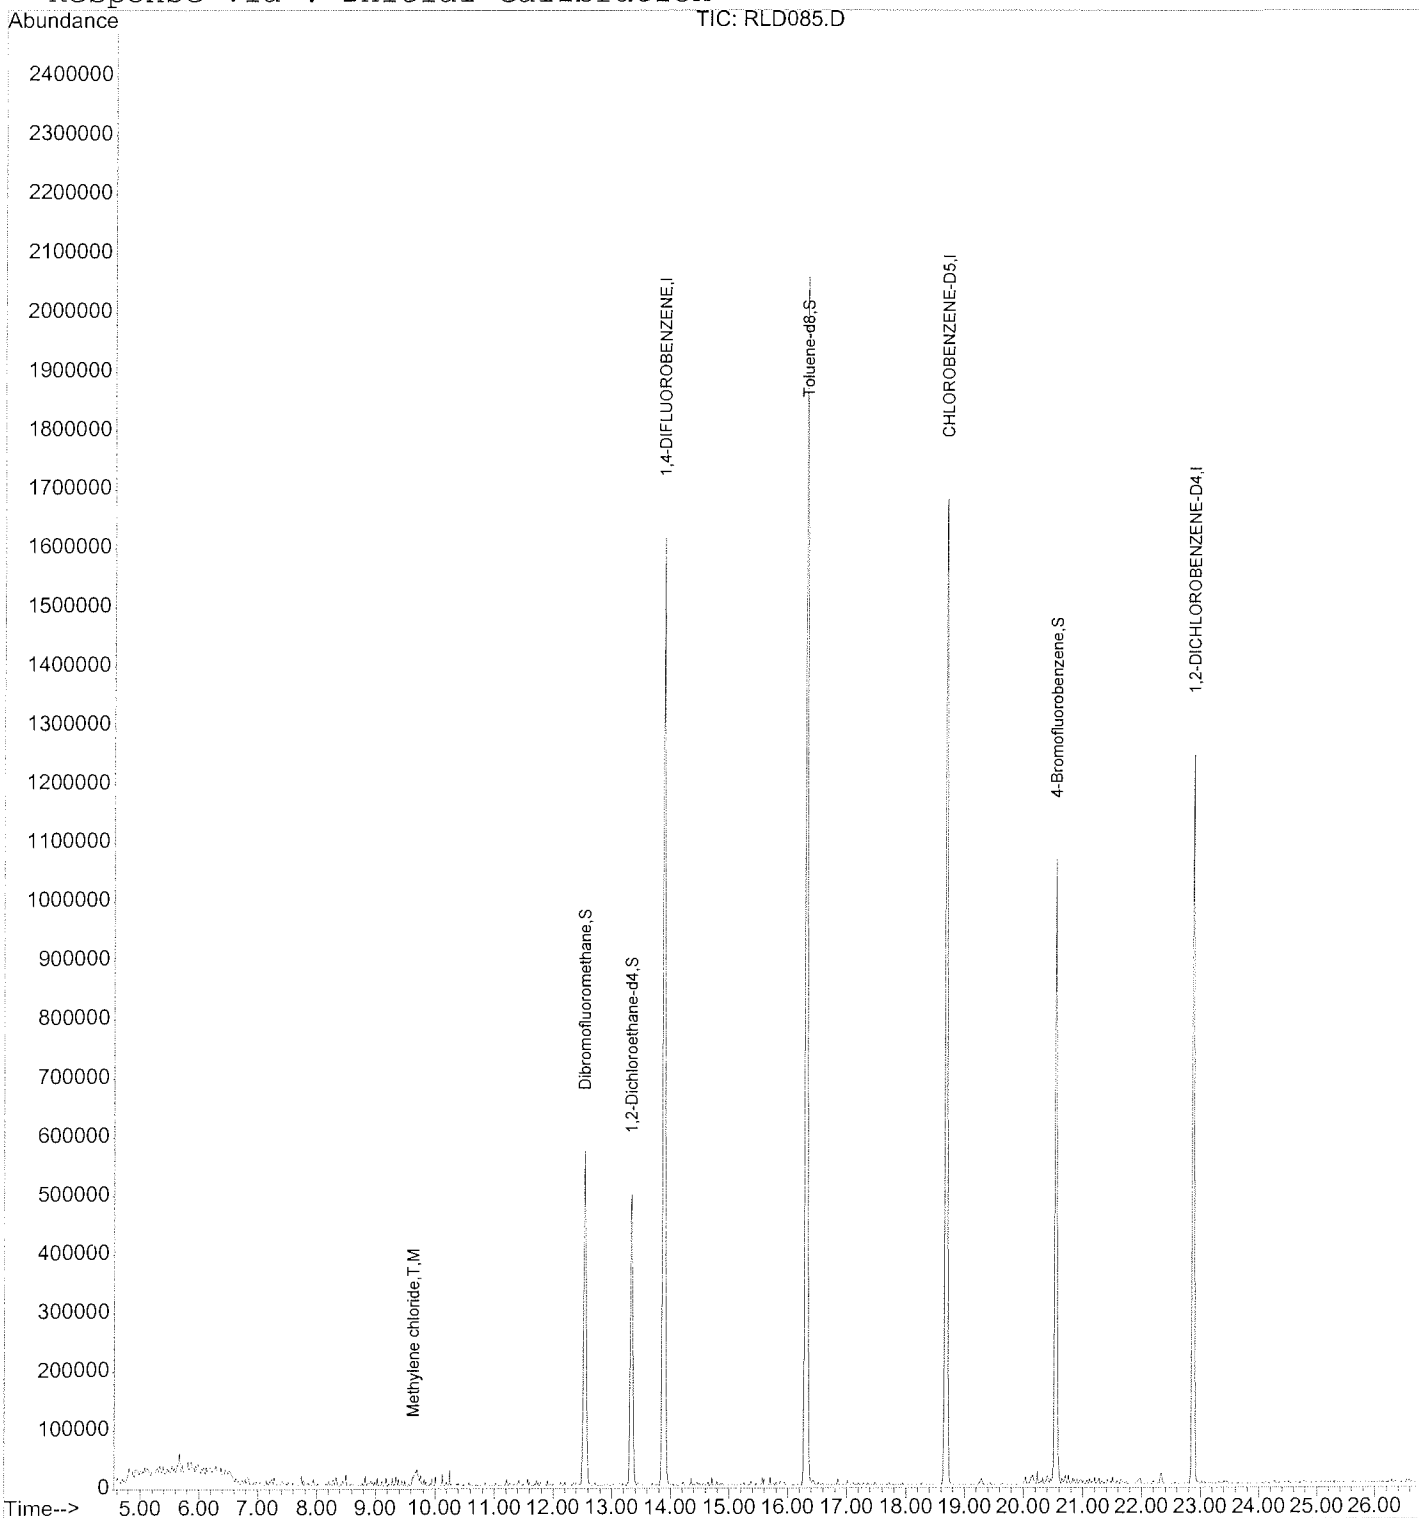 Response via : Initial Calibration
Abundance
TIC: RLD085.D
2400000
2300000
2200000
2100000
2000000
1900000
1800000
1700000
1600000
1500000
1400000
1300000
1200000
1100000
1000000
900000
800000
700000
600000
500000
400000
300000
200000
100000
0
Methylene chloride,T,M
Dibromofluoromethane,S
1,2-Dichloroethane-d4,S
1,4-DIFLUOROBENZENE,I
Toluene-d8,S
CHLOROBENZENE-D5,I
4-Bromofluorobenzene,S
1,2-DICHLOROBENZENE-D4,I
Time--> 5.00 6.00 7.00 8.00 9.00 10.00 11.00 12.00 13.00 14.00 15.00 16.00 17.00 18.00 19.00 20.00 21.00 22.00 23.00 24.00 25.00 26.00